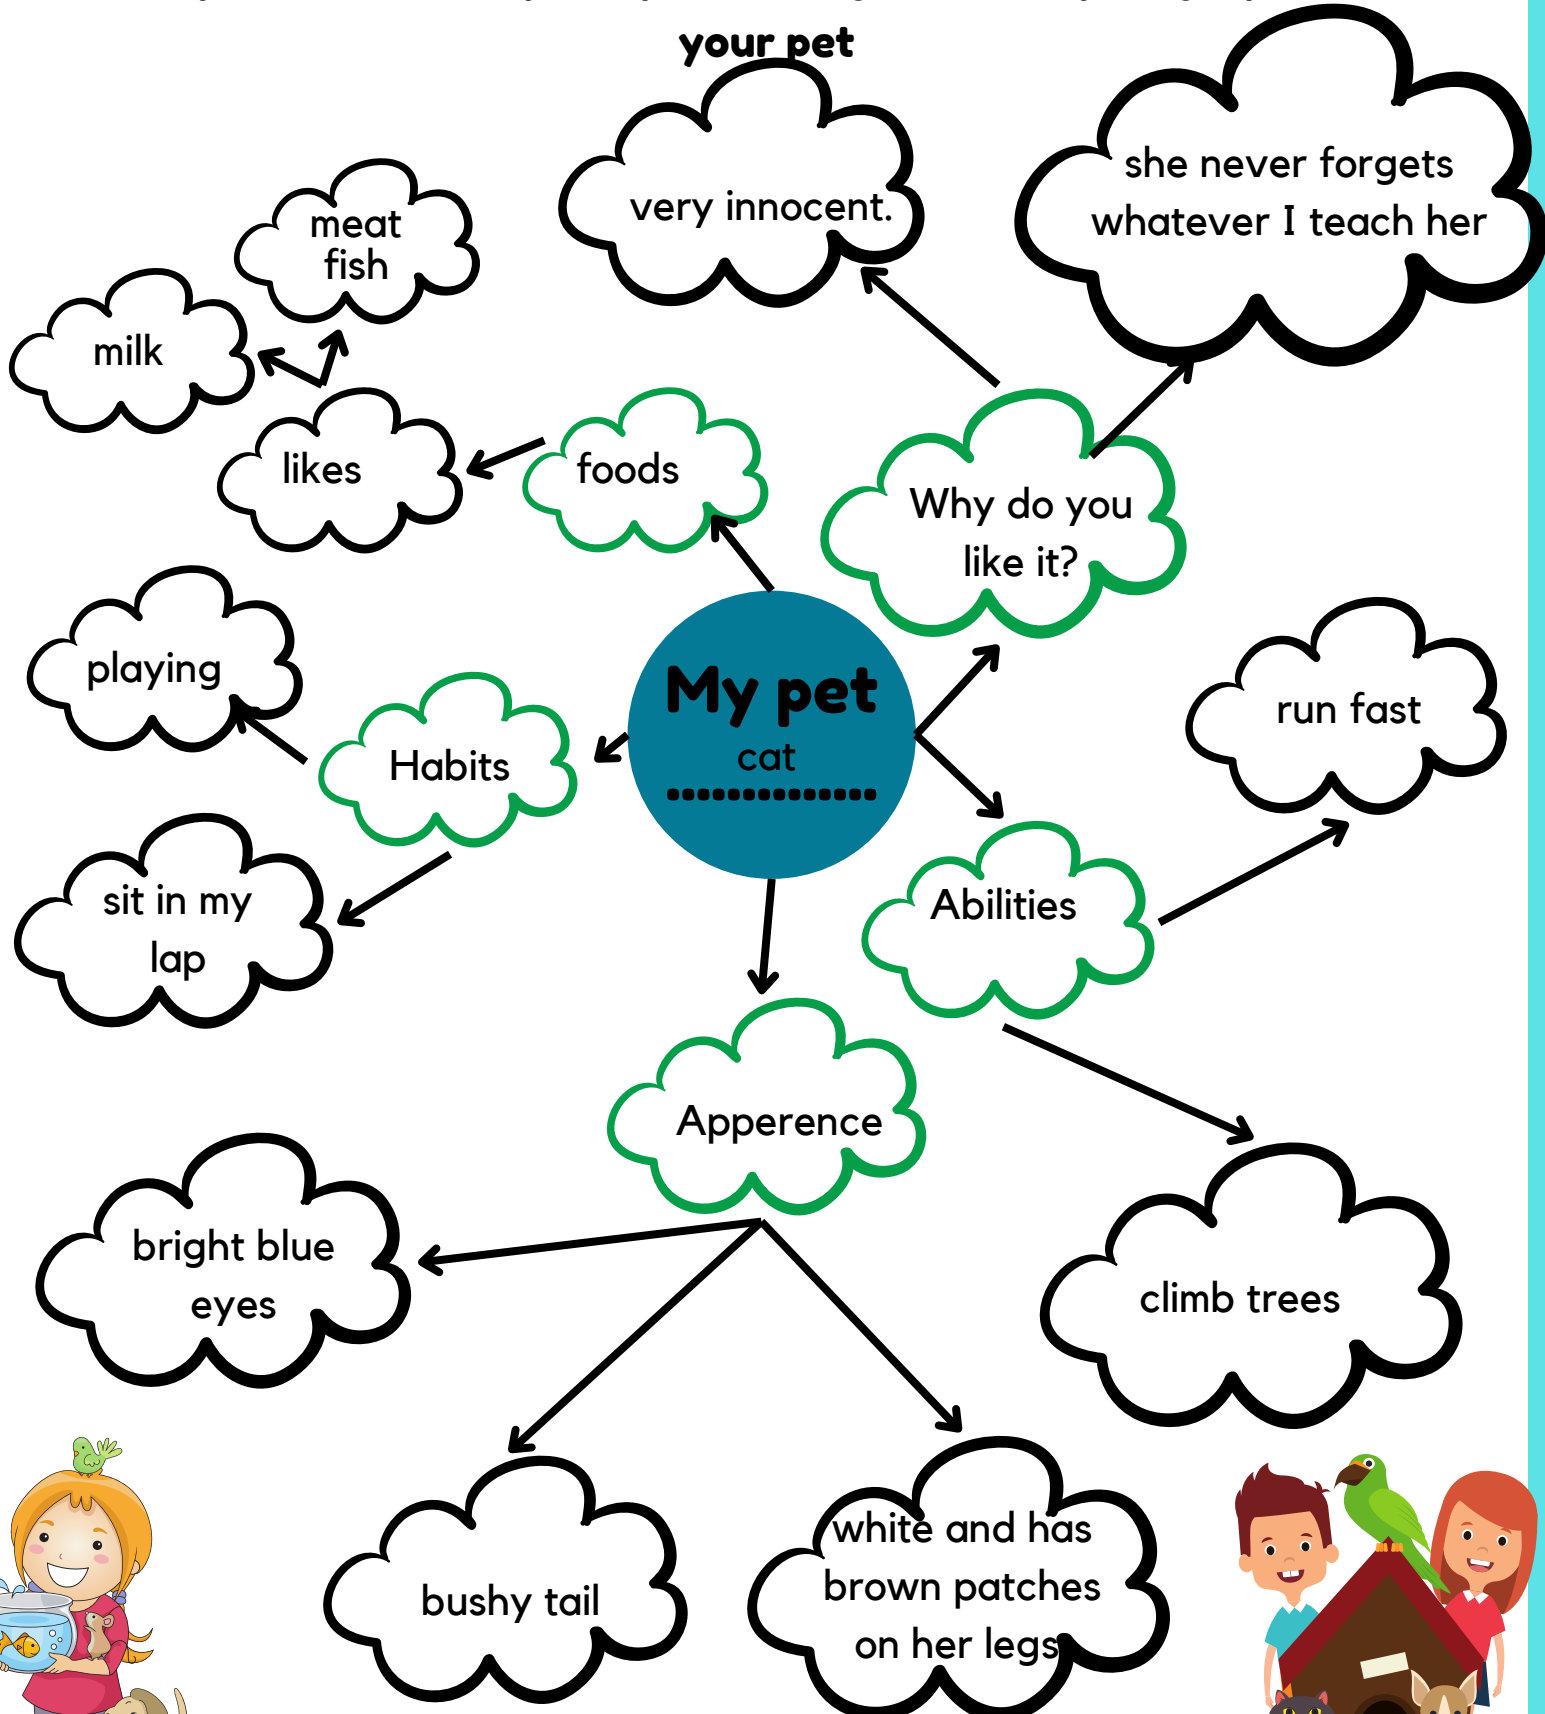 your pet
very innocent.
she never forgets
whatever I teach her
meat
fish
milk
likes
foods
Why do you
like it?
playing
Habits
My pet
cat
run fast
sit in my
lap
Abilities
Apperence
bright blue
eyes
climb trees
bushy tail
white and has
brown patches
on her legs